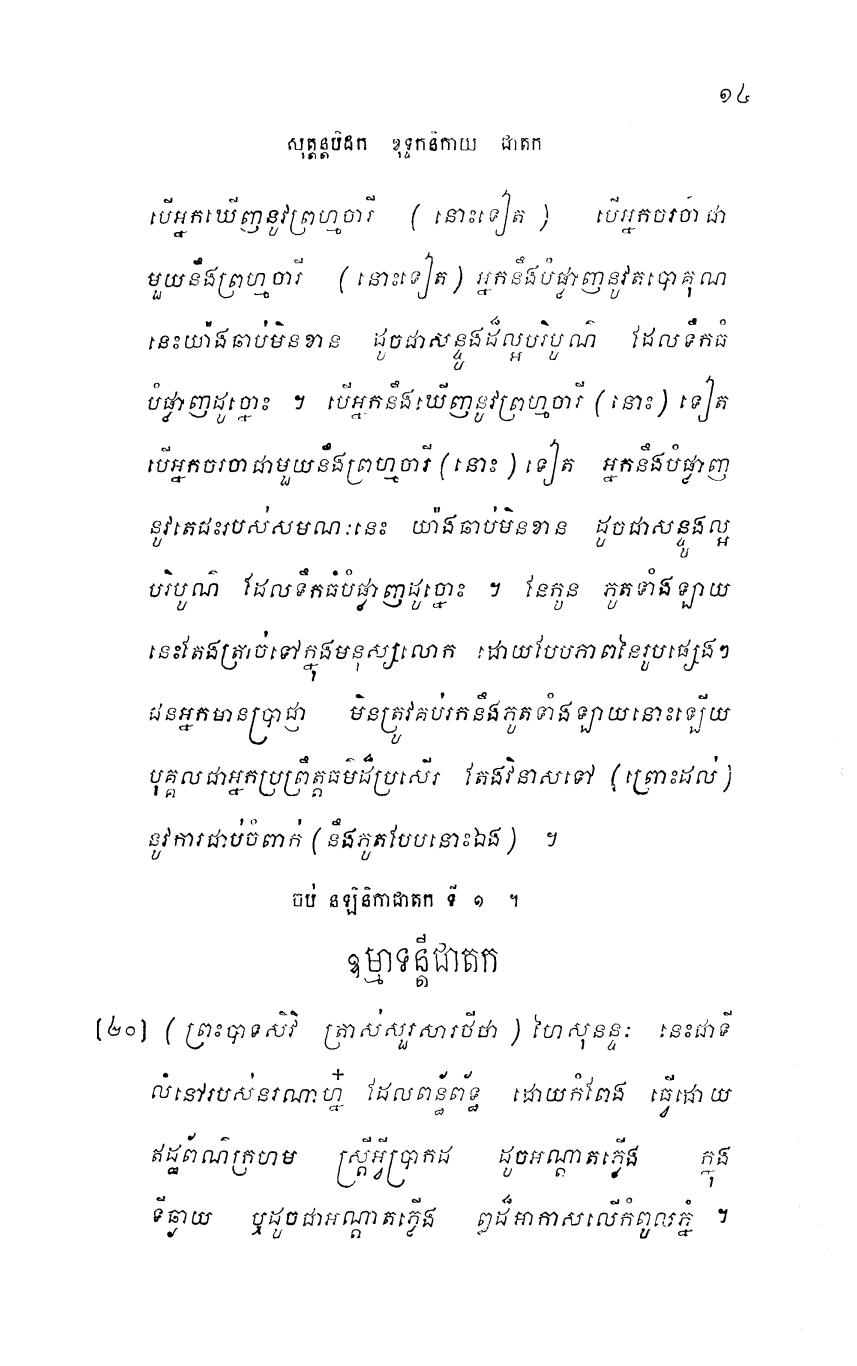 ១៤
សុត្តន្តបិដក ខុទ្ទកនិកាយ ជាតក
បើអ្នកឃើញនូវព្រហ្មចារី ( នោះទៀត ) បើអ្នកចរចា ជា
មួយនឹងព្រហ្មចារី ( នោះទៀត ) អ្នកនឹងបំផ្លាញនូវតបោគុណ
នេះយ៉ាងឆាប់មិនខាន ដូចជាសន្ទូងដ៏ល្អបរិបូណ៌ ដែលទឹកធំ
បំផ្លាញដូច្នោះ ។ បើអ្នកនឹងឃើញនូវព្រហ្មចារី ( នោះ ) ទៀត
បើអ្នកចរចាជាមួយនឹងព្រហ្មចារី ( នោះ ) ទៀត អ្នកនឹងបំផ្លាញ
នូវតេជះរបស់សមណៈនេះ យ៉ាងឆាប់មិនខាន ដូចជាសន្ទូងល្អ
បរិបូណ៌ ដែលទឹកធំបំផ្លាញដូច្នោះ ។ នែកូន ភូតទាំងឡាយ
នេះតែងត្រាច់ទៅក្នុងមនុស្សលោក ដោយបែបភាពនៃរូបផ្សេងៗ
ជនអ្នកមានប្រាជ្ញា មិនត្រូវគប់រកនឹងភូតទាំងឡាយនោះឡើយ
បុគ្គលជាអ្នកប្រព្រឹត្តធម៌ដ៏ប្រសើរ តែងវិនាសទៅ ( ព្រោះដល់ )
នូវការជាប់ចំពាក់ ( នឹងភូតបែបនោះឯង ) ។
ចប់ នឡិនិកាជាតក ទី ១ ។
ឧម្មាទន្តីជាតក
[៤០] ( ព្រះបាទសិវិ ត្រាស់សួរសារថីថា ) ហៃសុនន្ទៈ នេះជាទី
លំនៅរបស់នរណាហ្ន៎ ដែលពន្ធ័ព័ទ្ធ ដោយកំពែង ធ្វើដោយ
ឥដ្ឋព័ណ៌ក្រហម ស្រ្តីអ្វីប្រាកដ ដូចអណ្តាតភ្លើង ក្នុង
ទីឆ្ងាយ ឬដូចជាអណ្តាតភ្លើង ឰដ៏អាកាសលើកំពូលភ្នំ ។